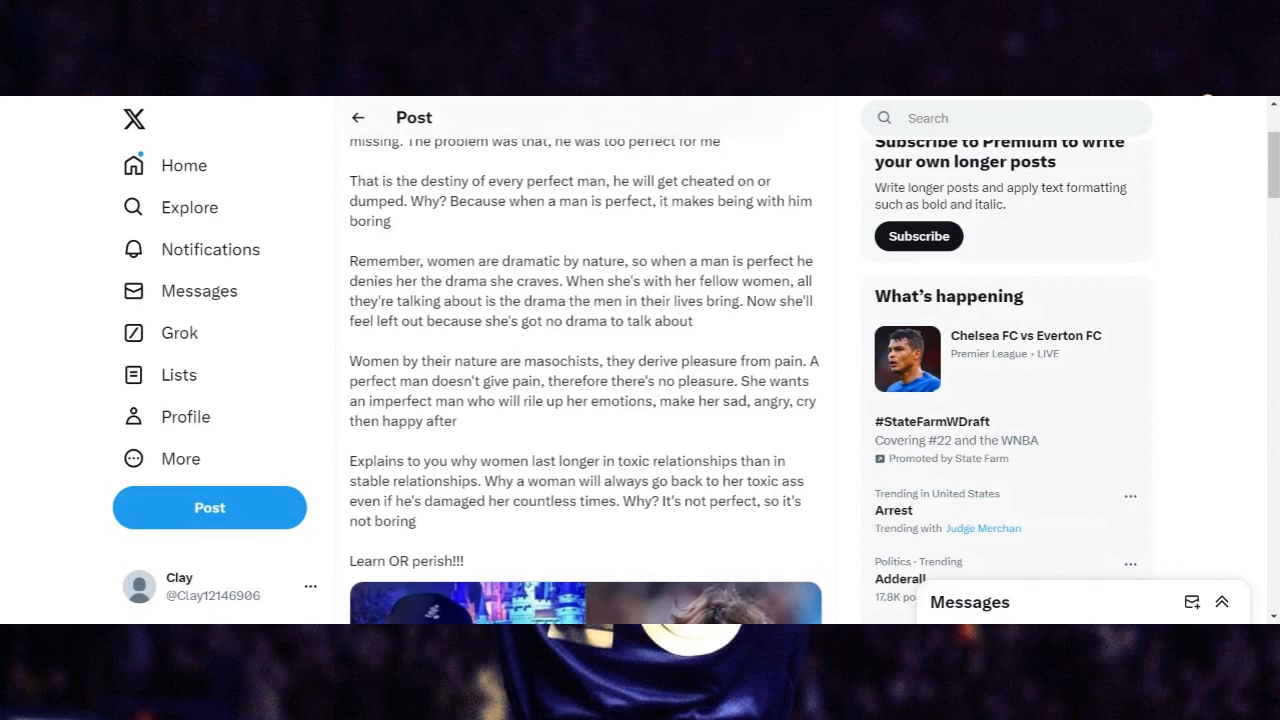 Home
Explore
Notifications
Messages
Grok
Lists
Profile
More
Post
Clay
@Clay12146906
Post
missing. The problem was that, he was too perfect for me
That is the destiny of every perfect man, he will get cheated on or
dumped. Why? Because when a man is perfect, it makes being with him
boring
Remember, women are dramatic by nature, so when a man is perfect he
denies her the drama she craves. When she's with her fellow women, all
they're talking about is the drama the men in their lives bring. Now she'll
feel left out because she's got no drama to talk about
Women by their nature are masochists, they derive pleasure from pain. A
perfect man doesn't give pain, therefore there's no pleasure. She wants
an imperfect man who will rile up her emotions, make her sad, angry, cry
then happy after
Explains to you why women last longer in toxic relationships than in
stable relationships. Why a woman will always go back to her toxic ass
even if he's damaged her countless times. Why? It's not perfect, so it's
not boring
Learn OR perish!!!
Search
Subscribe to Premium to write
your own longer posts
Write longer posts and apply text formatting
such as bold and italic.
Subscribe
What's happening
Chelsea FC vs Everton FC
Premier League · LIVE
#StateFarmWDraft
Covering #22 and the WNBA
Promoted by State Farm
Trending in United States
Arrest
Trending with Judge Merchan
Politics · Trending
Adderall
17.8K
Messages